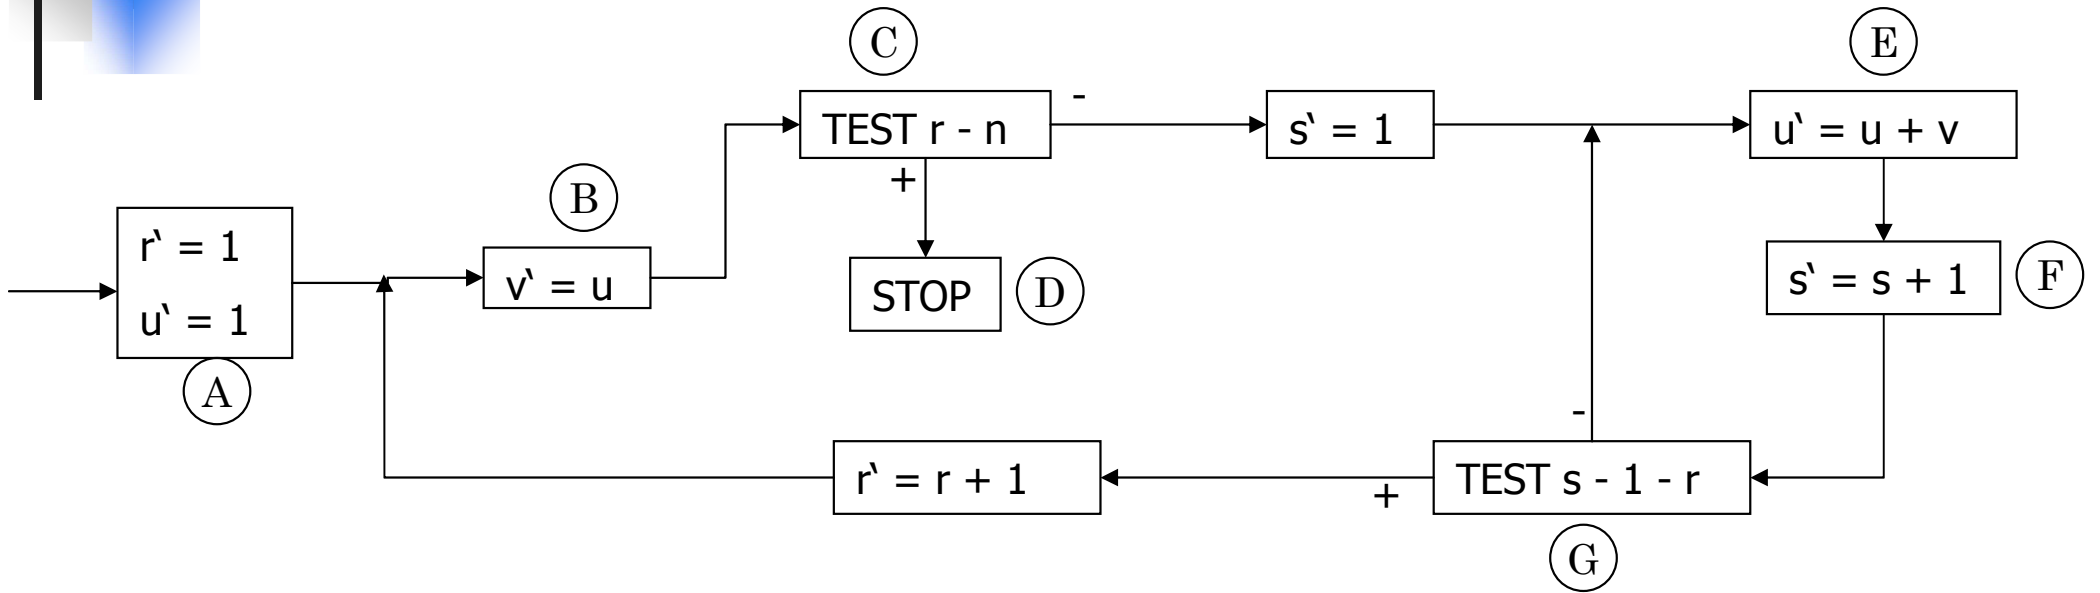 C
E
TEST r - n
-
s‘ = 1
u‘ = u + v
B
+
A
r‘ = 1
u‘ = 1
v‘ = u
STOP
D
s‘ = s + 1
F
-
r‘ = r + 1
+
TEST s - 1 - r
G